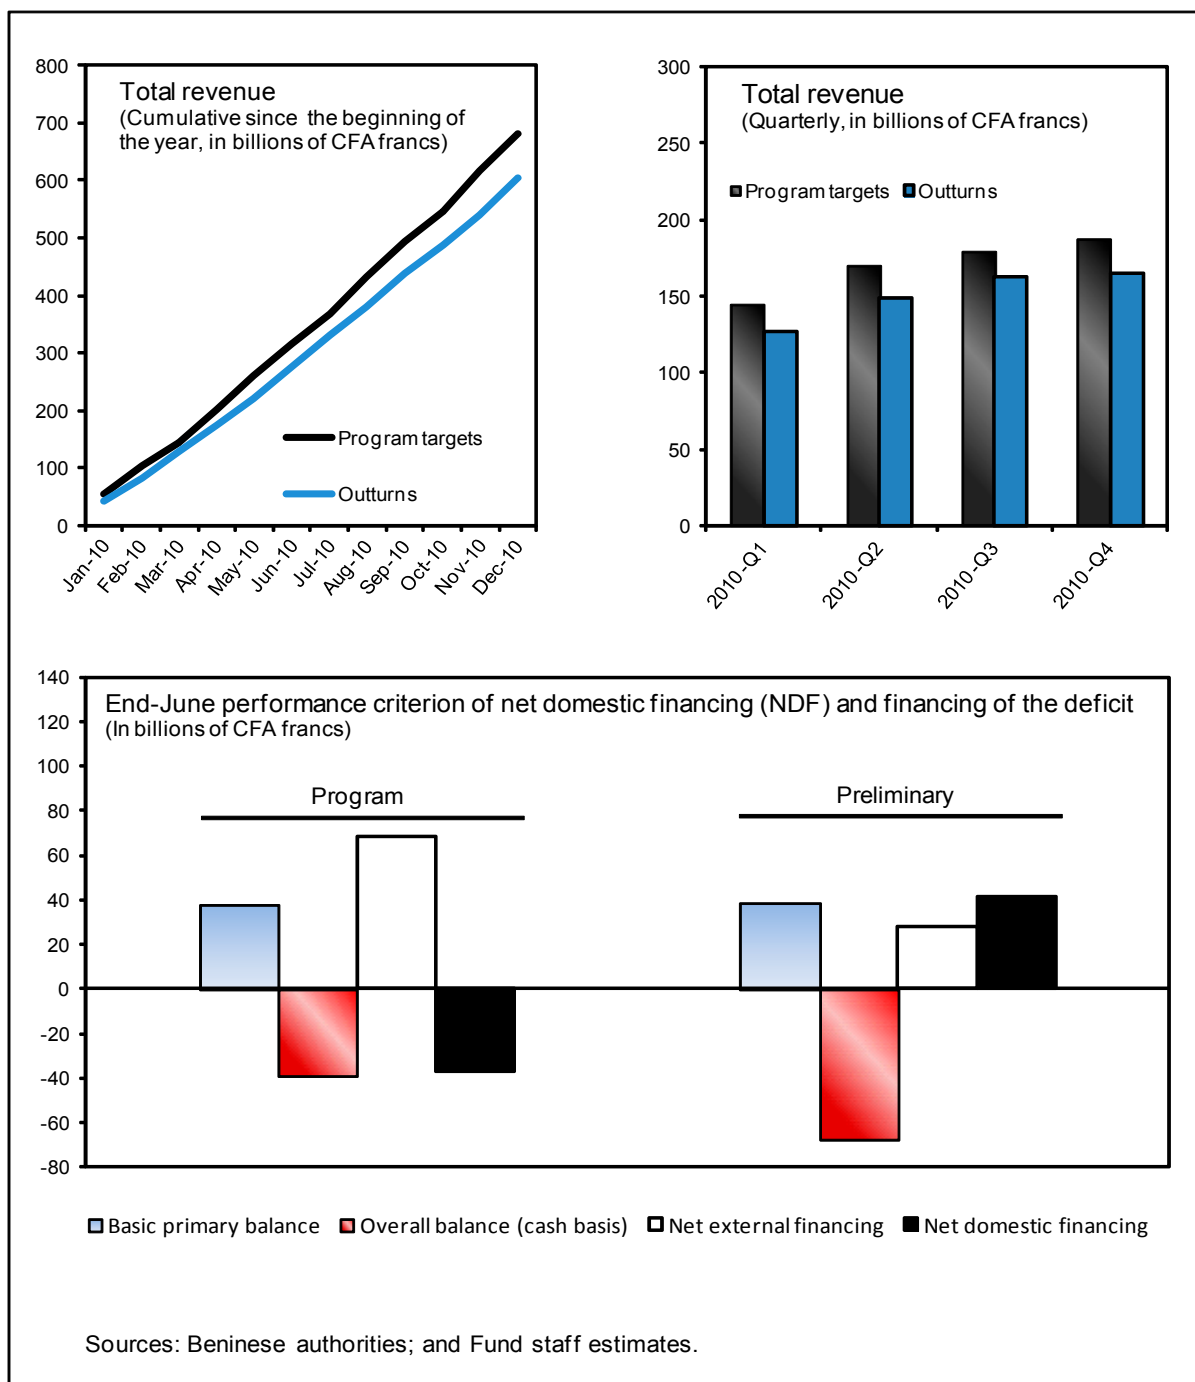 Total revenue
(Cumulative since the beginning of
the year, in billions of CFA francs)
800
700
600
500
400
300
200
100
0
Program targets
Outturns
Jan-10
Feb-10
Mar-10
Apr-10
May-10
Jun-10
Jul-10
Aug-10
Sep-10
Oct-10
Nov-10
Dec-10
Total revenue
(Quarterly, in billions of CFA francs)
300
250
200
150
100
50
0
Program targets
Outturns
2010-Q1
2010-Q2
2010-Q3
2010-Q4
End-June performance criterion of net domestic financing (NDF) and financing of the deficit
(In billions of CFA francs)
140
120
100
80
60
40
20
0
-20
-40
-60
-80
Program
Preliminary
Basic primary balance
Overall balance (cash basis)
Net external financing
Net domestic financing
Sources: Beninese authorities; and Fund staff estimates.